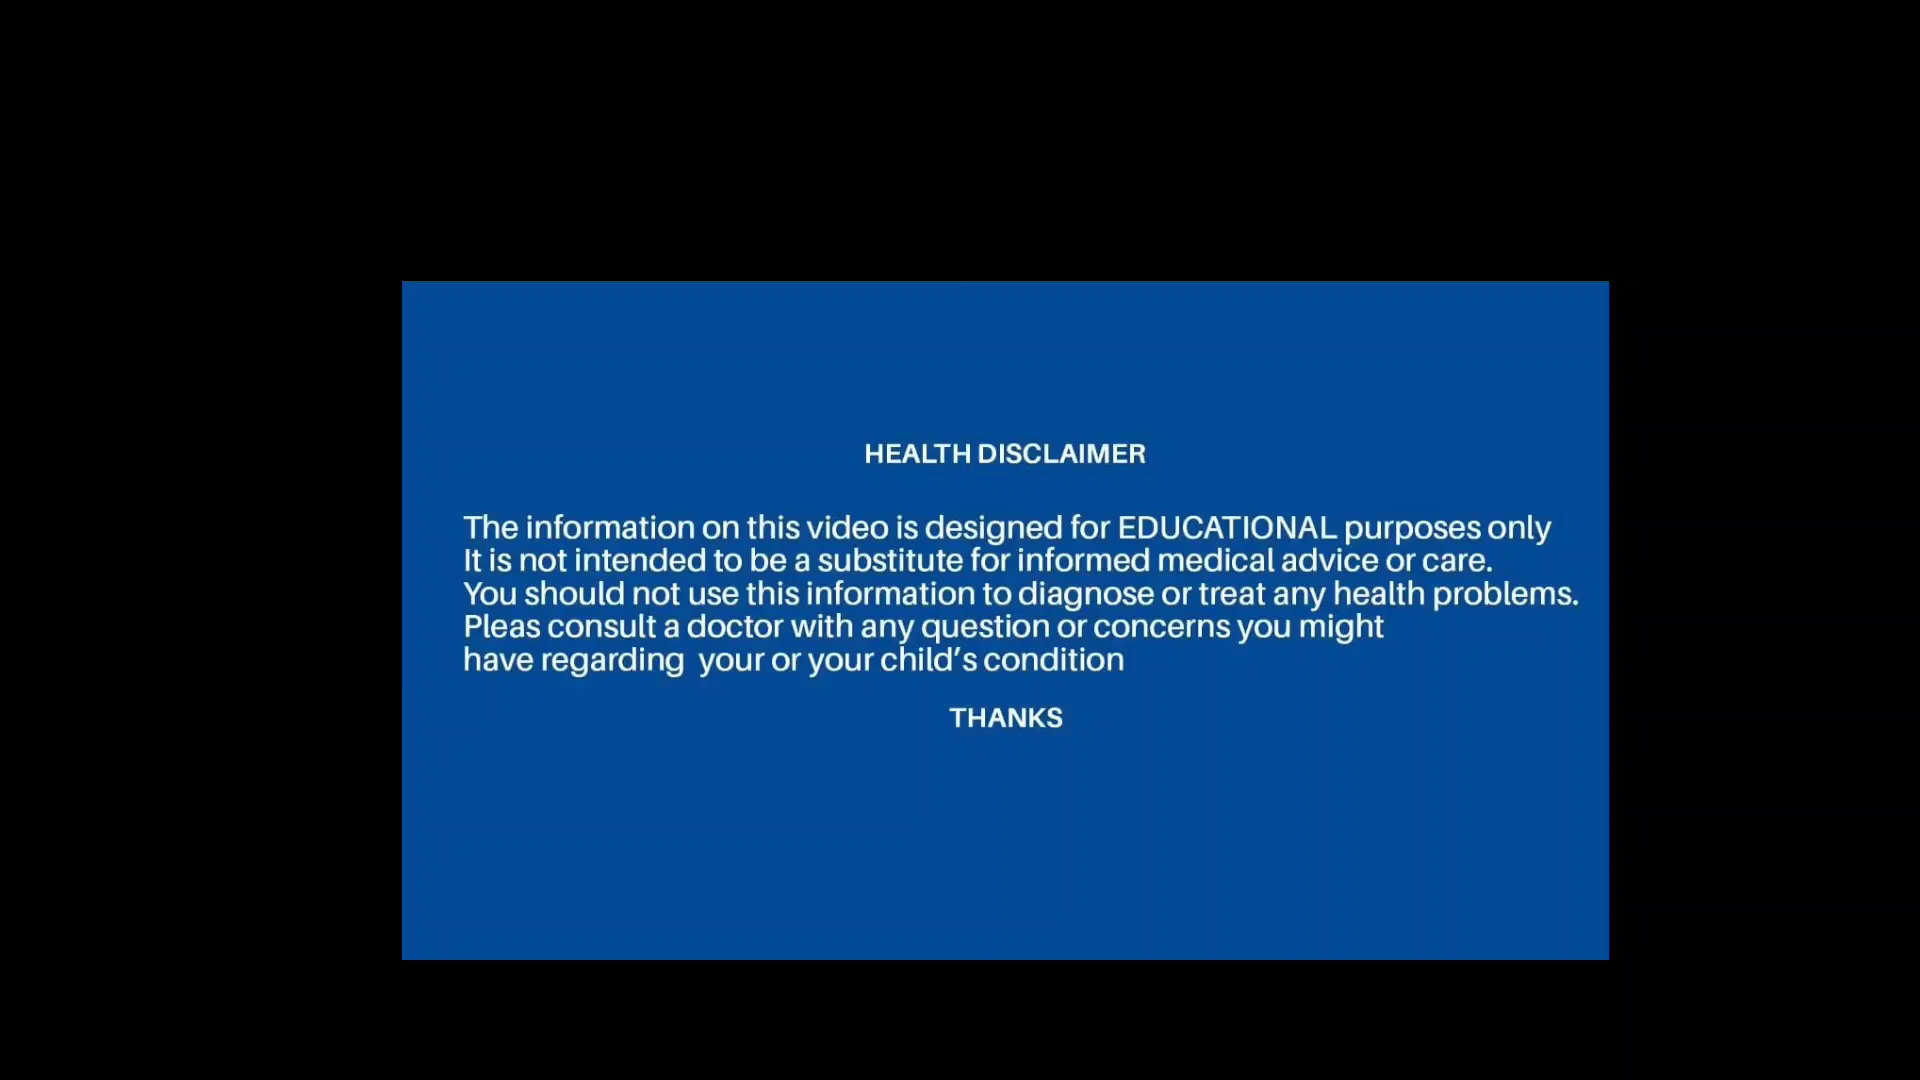 HEALTH DISCLAIMER
The information on this video is designed for EDUCATIONAL purposes only
It is not intended to be a substitute for informed medical advice or care.
You should not use this information to diagnose or treat any health problems.
Pleas consult a doctor with any question or concerns you might
have regarding  your or your child’s condition
THANKS